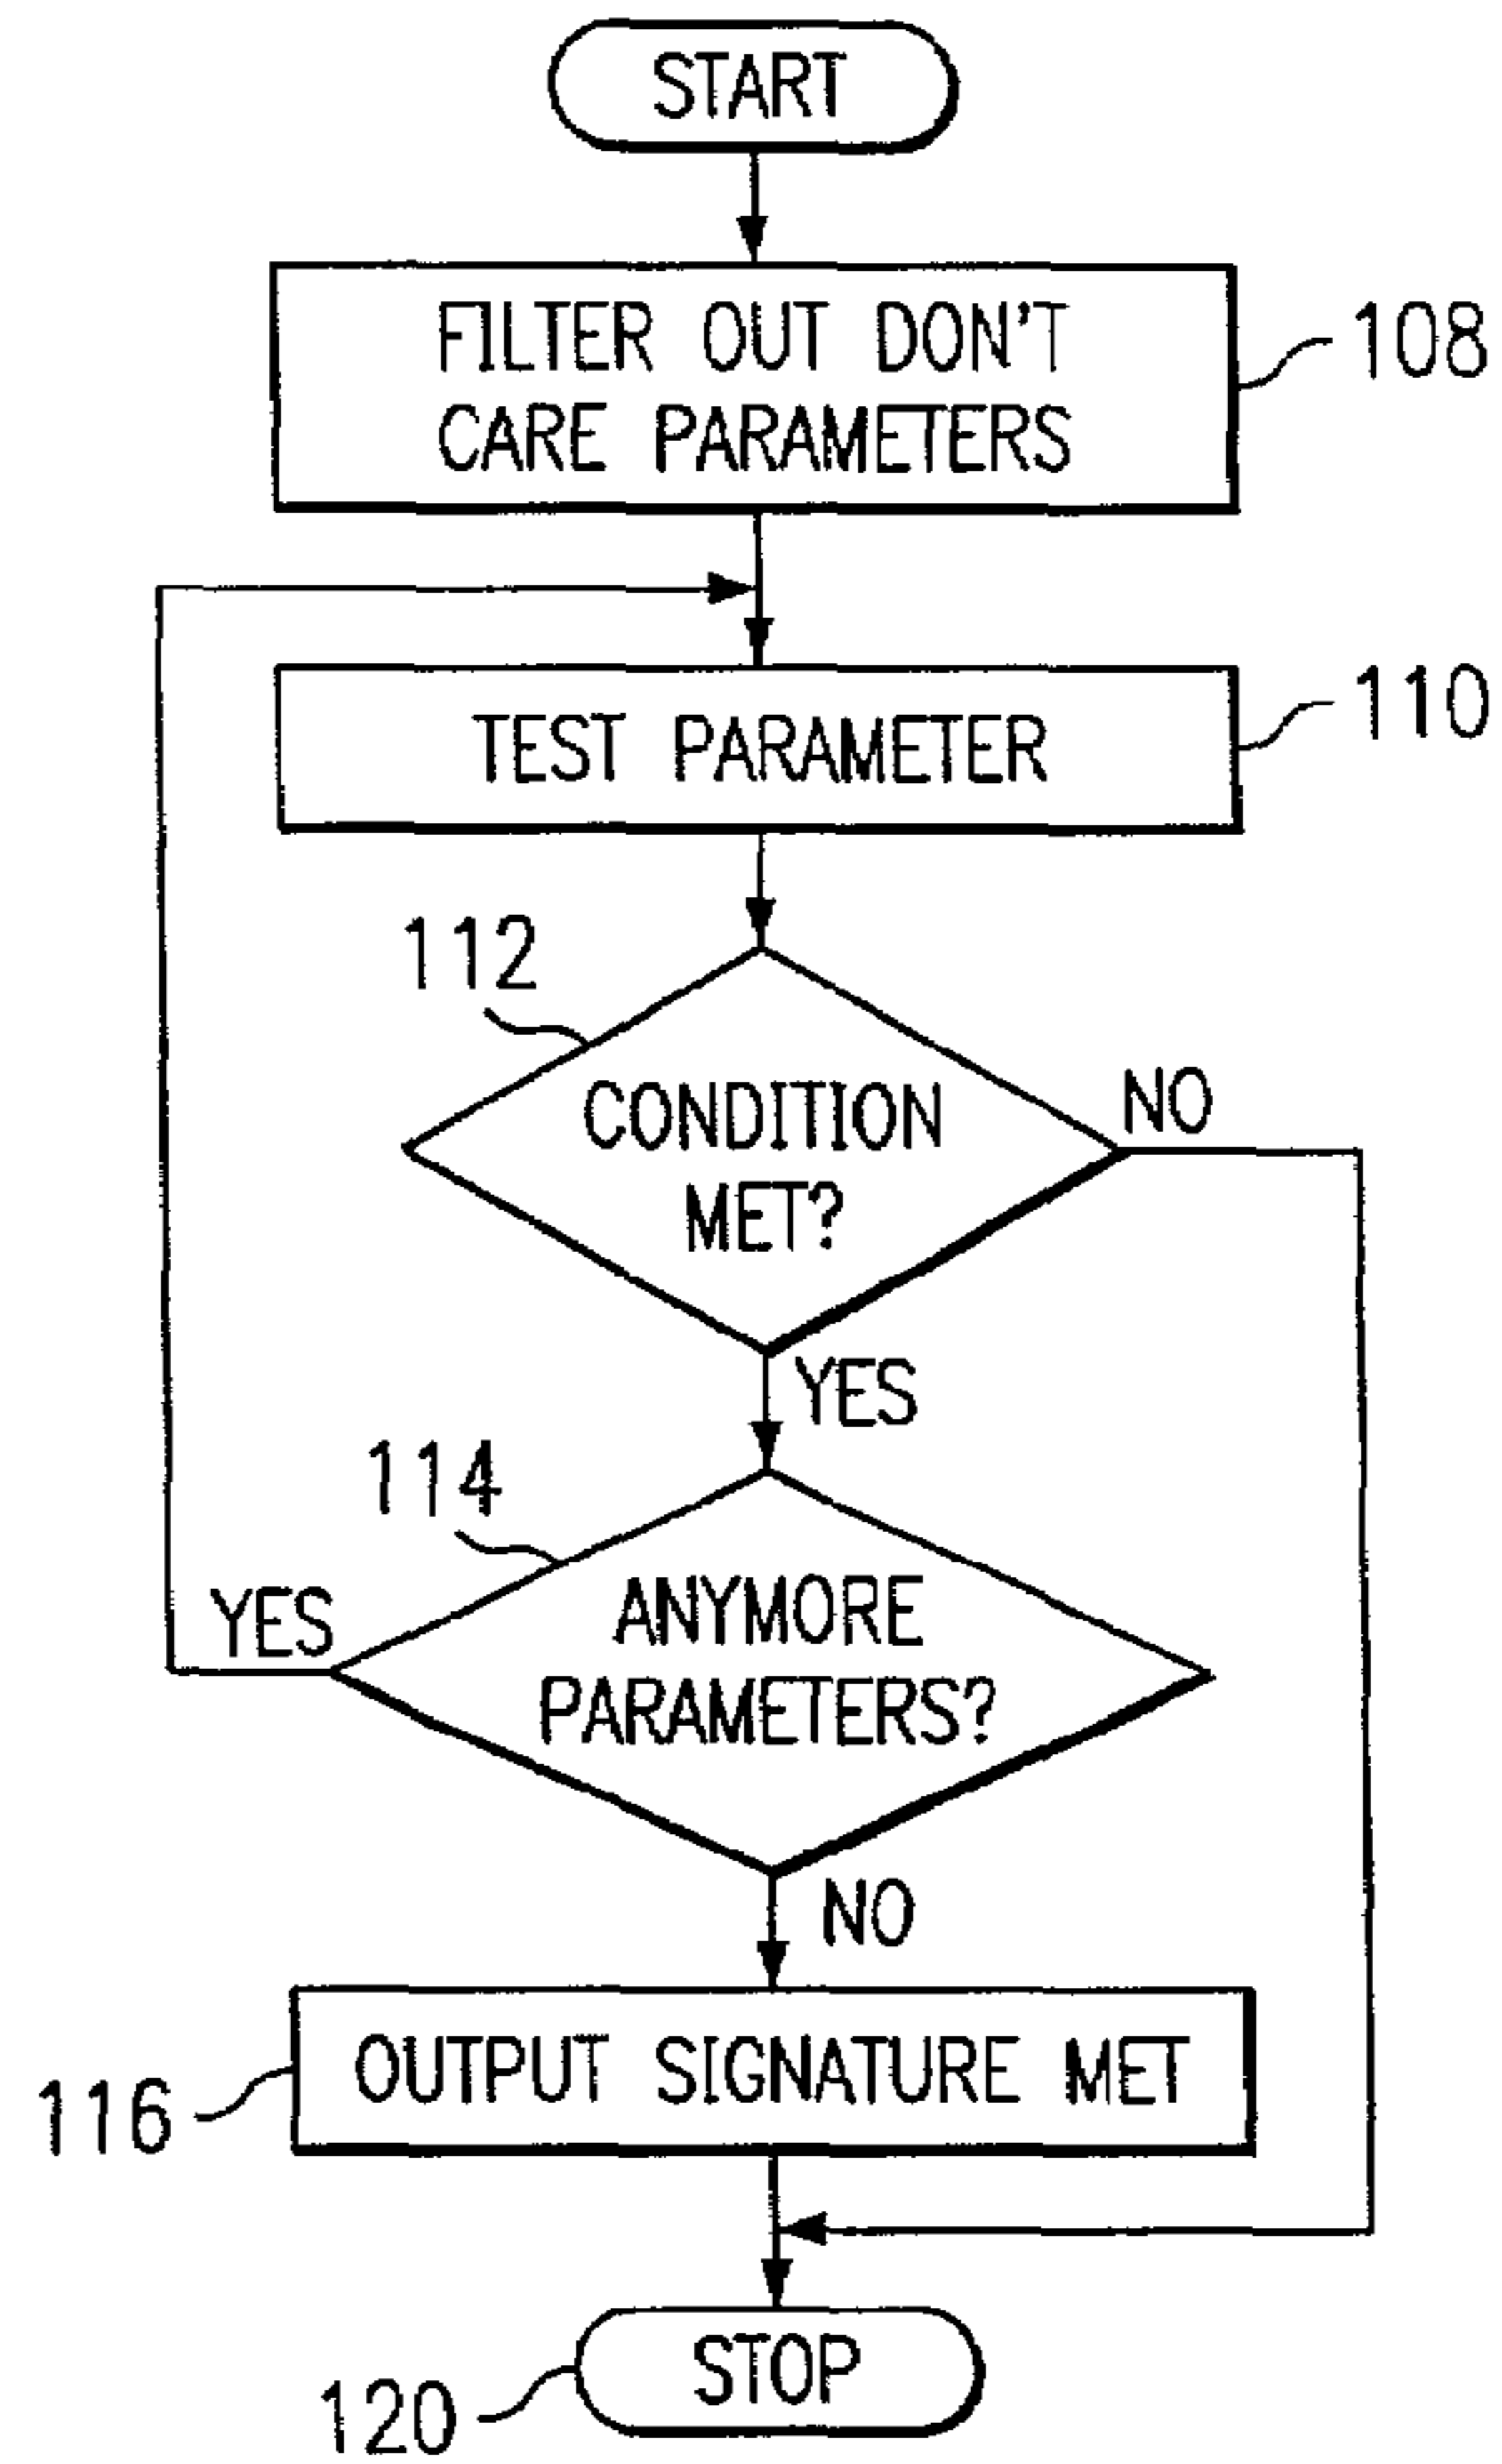 START
FILTER OUT DON'T
CARE PARAMETERS
108
TEST PARAMETER
110
112
CONDITION
MET?
NO
YES
114
ANYMORE
PARAMETERS?
YES
NO
OUTPUT SIGNATURE MET
116
STOP
120